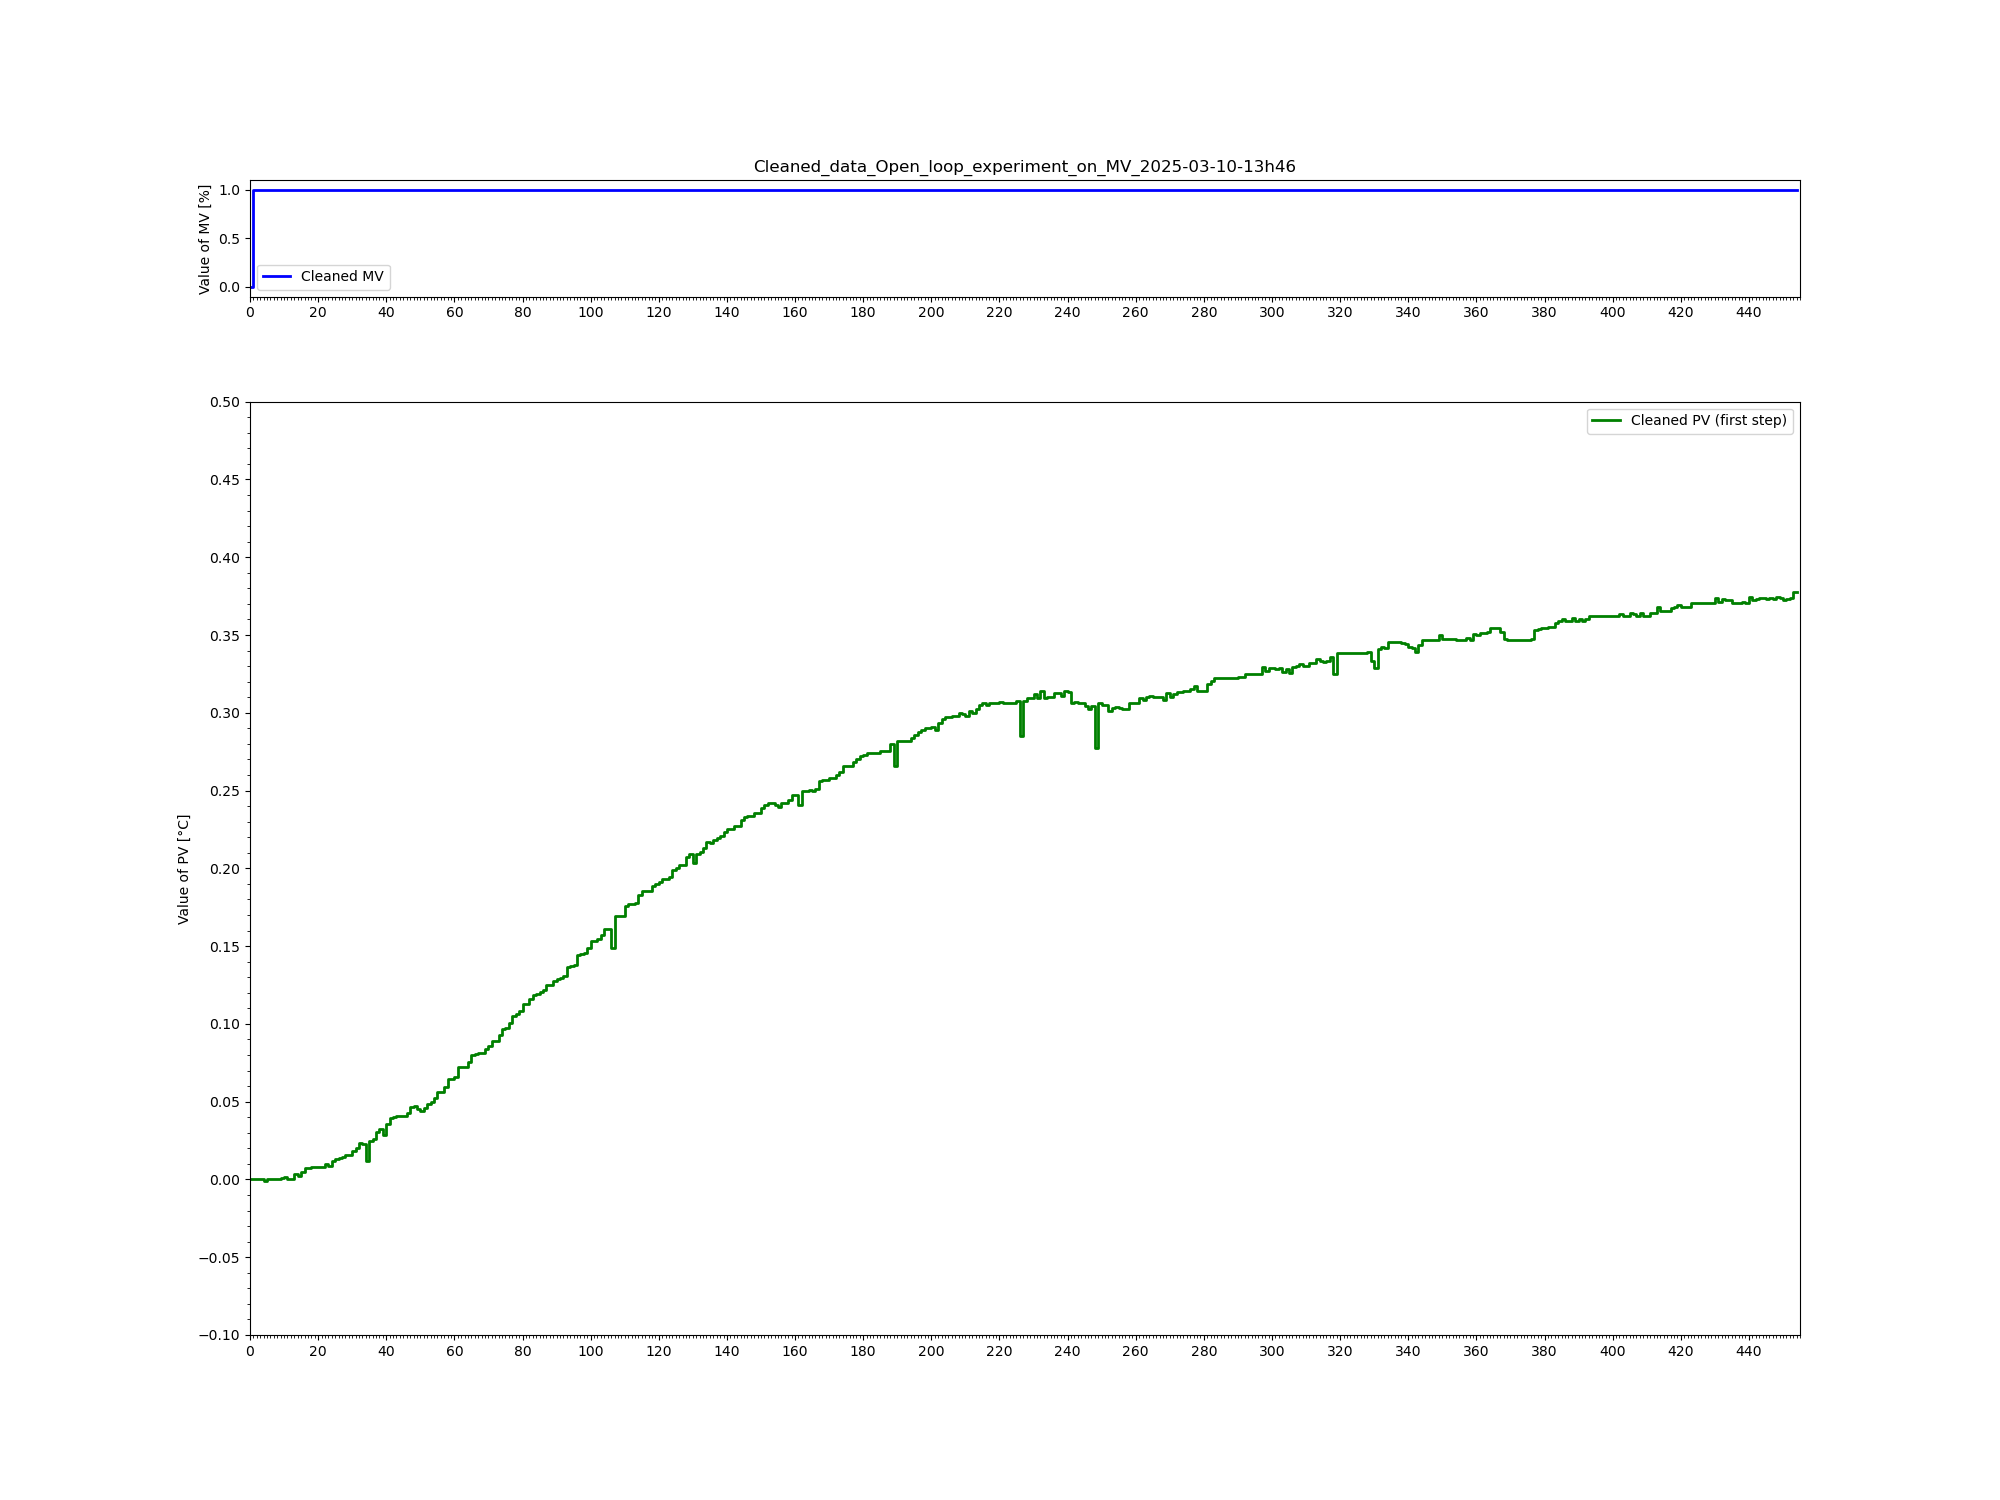 Cleaned_data_Open_loop_experiment_on_MV_2025-03-10-13h46
Value of MV [%]
1.0
0.5
0.0
Cleaned MV
0 20 40 60 80 100 120 140 160 180 200 220 240 260 280 300 320 340 360 380 400 420 440
Value of PV [°C]
0.50
0.45
0.40
0.35
0.30
0.25
0.20
0.15
0.10
0.05
0.00
−0.05
−0.10
Cleaned PV (first step)
0 20 40 60 80 100 120 140 160 180 200 220 240 260 280 300 320 340 360 380 400 420 440